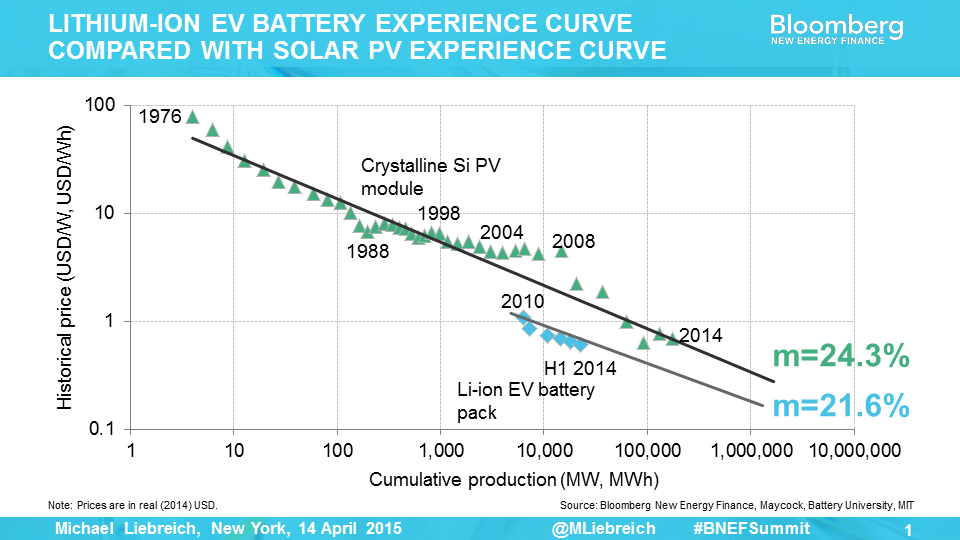 LITHIUM-ION EV BATTERY EXPERIENCE CURVE
COMPARED WITH SOLAR PV EXPERIENCE CURVE
Bloomberg
NEW ENERGY FINANCE
Historical price (USD/W, USD/Wh)
100
10
1
0.1
1976
Crystalline Si PV
module
1988
1998
2004
2008
2010
2014
H1 2014
Li-ion EV battery
pack
m=24.3%
m=21.6%
1 10 100 1,000 10,000 100,000 1,000,000 10,000,000
Cumulative production (MW, MWh)
Note: Prices are in real (2014) USD.
Source: Bloomberg New Energy Finance, Maycock, Battery University, MIT
Michael Liebreich, New York, 14 April 2015 @MLiebreich #BNEFSummit 1